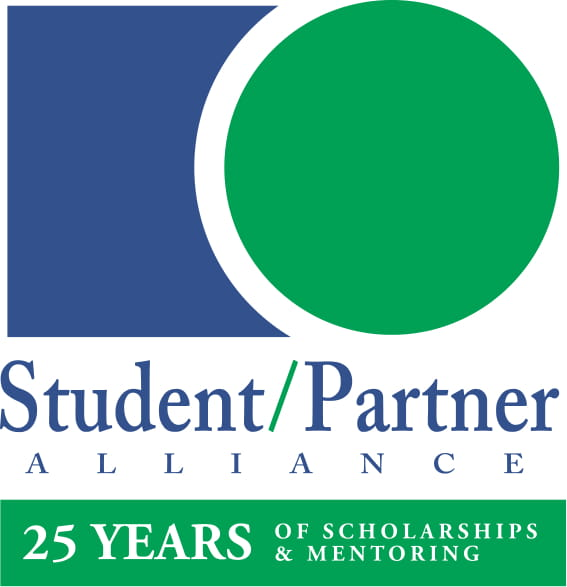 Student/Partner
ALLIANCE
25 YEARS OF SCHOLARSHIPS
& MENTORING